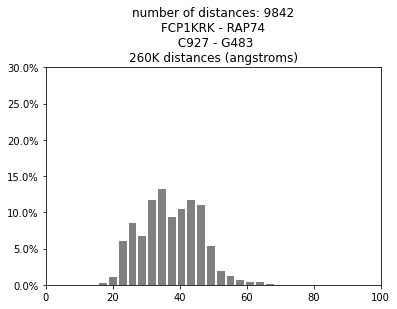 number of distances: 9842
FCP1KRK - RAP74
C927 - G483
260K distances (angstroms)
30.0%
25.0%
20.0%
15.0%
10.0%
5.0%
0.0%
0 20 40 60 80 100